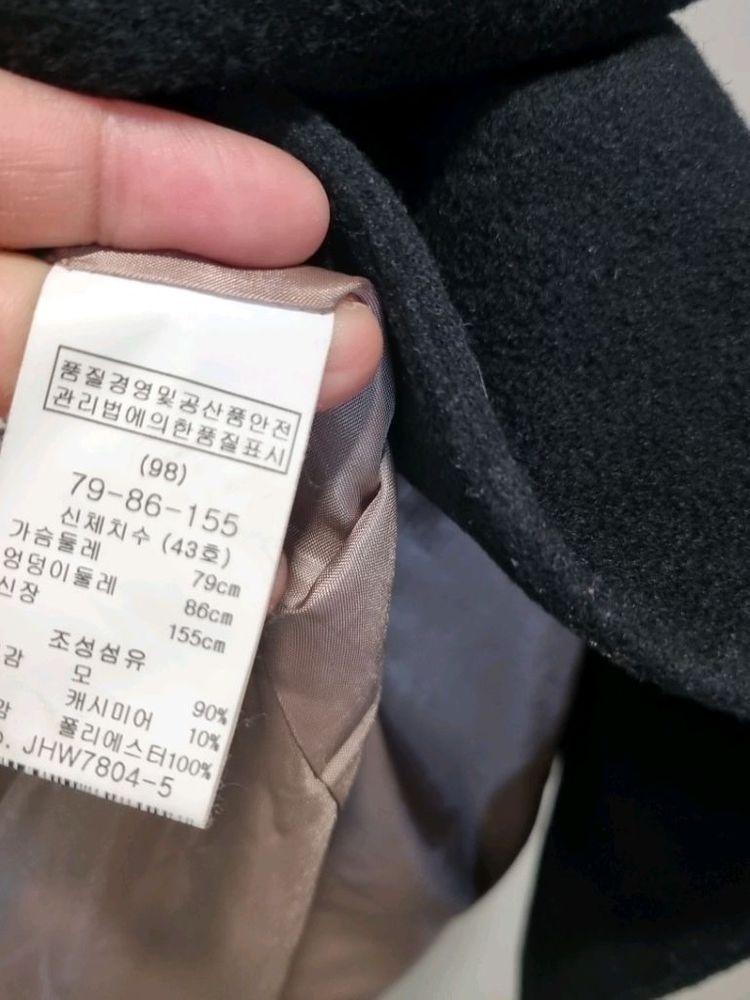 품질경영및공산품안전
관리법에의한품질표시
(98)
79-86-155
신체치수 (43호)
가슴둘레 79cm
엉덩이둘레 86cm
신장 155cm
조성섬유
감 모 90%
캐시미어 10%
폴리에스터100%
JHW7804-5